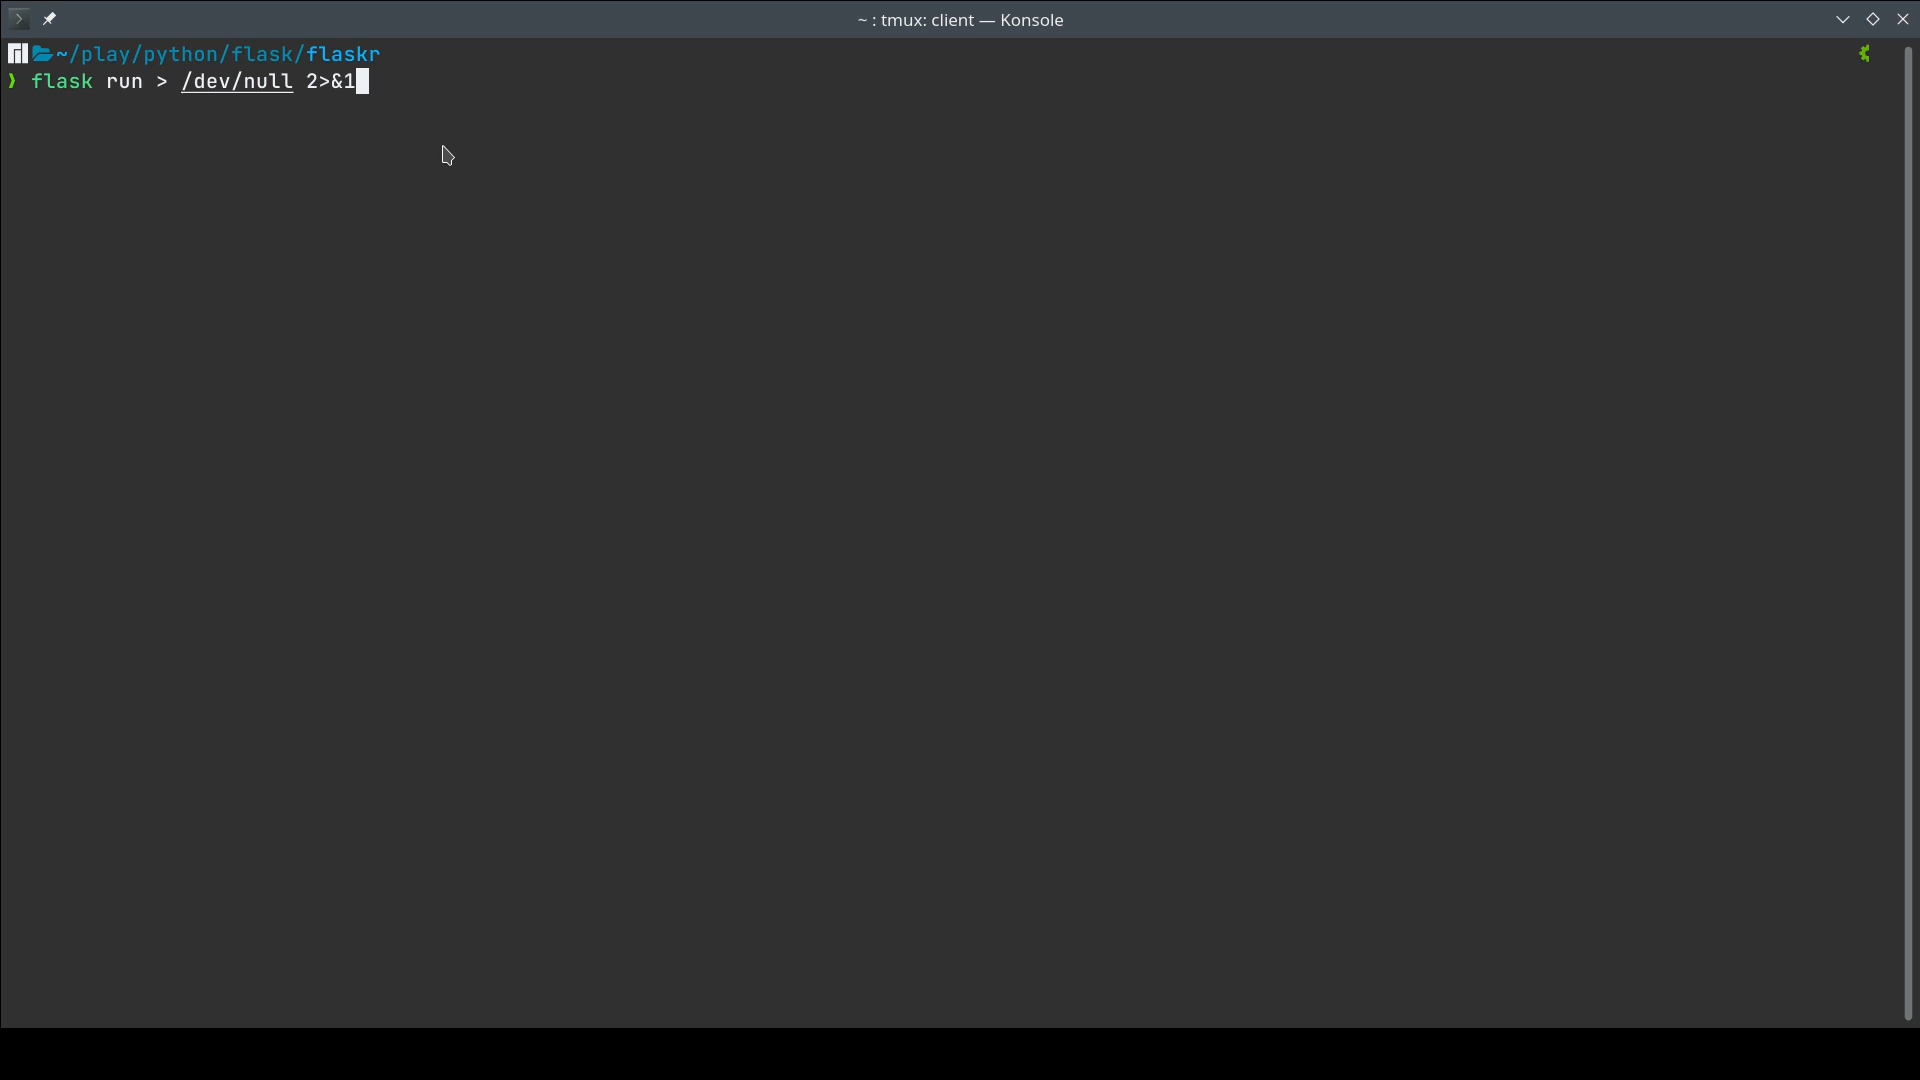 ~ : tmux: client — Konsole
~/play/python/flask/flaskr
❯ flask run > /dev/null 2>&1